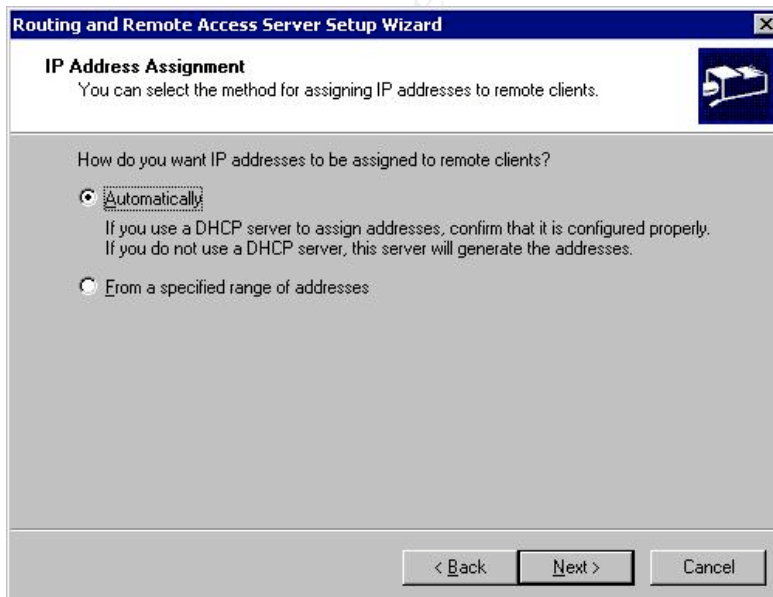 Routing and Remote Access Server Setup Wizard
IP Address Assignment
You can select the method for assigning IP addresses to remote clients.
How do you want IP addresses to be assigned to remote clients?
Automatically
If you use a DHCP server to assign addresses, confirm that it is configured properly.
If you do not use a DHCP server, this server will generate the addresses.
From a specified range of addresses
< Back Next > Cancel